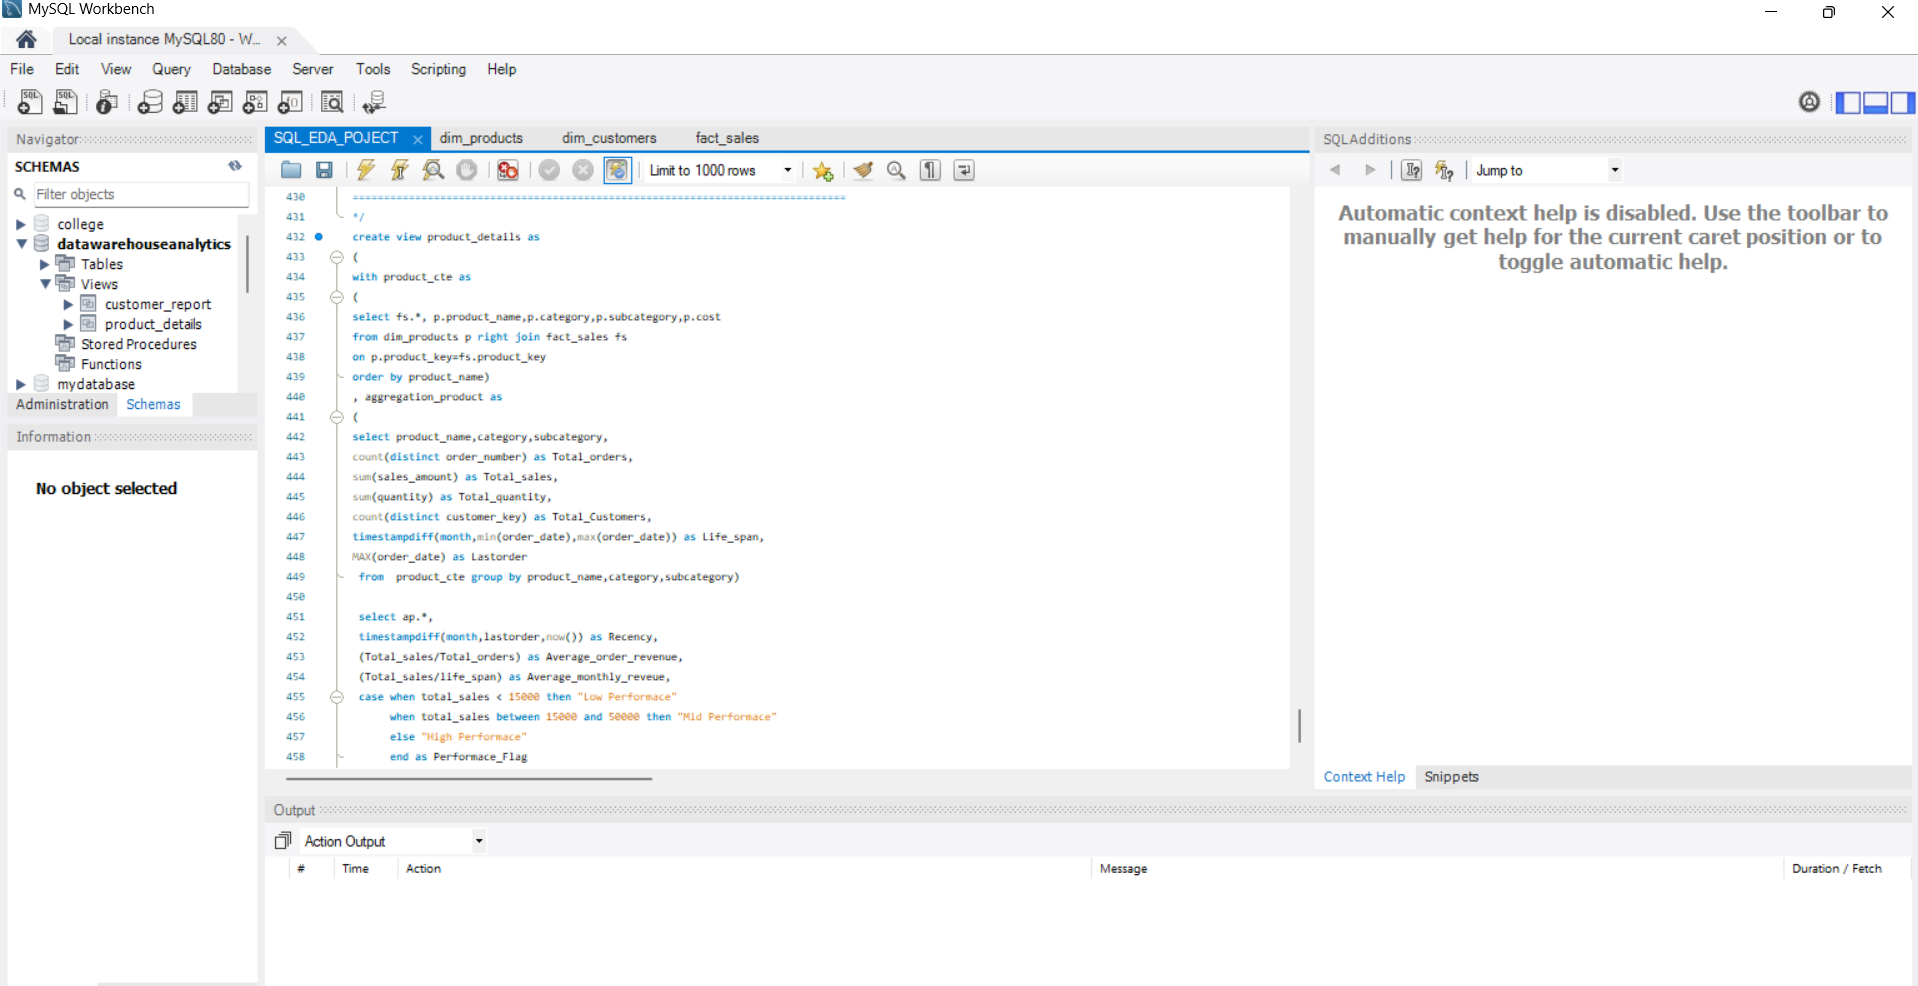 MySQL Workbench
Local instance MySQL80 - W...
File Edit View Query Database Server Tools Scripting Help
Navigator
SCHEMAS
Filter objects
college
datawarehouseanalytics
Tables
Views
customer_report
product_details
Stored Procedures
Functions
mydatabase
Administration Schemas
Information
No object selected
SQL_EDA_POJECT dim_products dim_customers fact_sales
Limit to 1000 rows
430 ===============================================================================
431 */
432 create view product_details as
433 (
434 with product_cte as
435 (
436 select fs.*, p.product_name,p.category,p.subcategory,p.cost
437 from dim_products p right join fact_sales fs
438 on p.product_key=fs.product_key
439 order by product_name)
440 , aggregation_product as
441 (
442 select product_name,category,subcategory,
443 count(distinct order_number) as Total_orders,
444 sum(sales_amount) as Total_sales,
445 sum(quantity) as Total_quantity,
446 count(distinct customer_key) as Total_Customers,
447 timestampdiff(month,min(order_date),max(order_date)) as Life_span,
448 MAX(order_date) as Lastorder
449 from  product_cte group by product_name,category,subcategory)
450
451 select ap.*,
452 timestampdiff(month,lastorder,now()) as Recency,
453 (Total_sales/Total_orders) as Average_order_revenue,
454 (Total_sales/life_span) as Average_monthly_reveue,
455 case when total_sales < 15000 then "Low Performace"
456 when total_sales between 15000 and 50000 then "Mid Performace"
457 else "High Performace"
458 end as Performace_Flag
SQLAdditions
Jump to
Automatic context help is disabled. Use the toolbar to
manually get help for the current caret position or to
toggle automatic help.
Context Help Snippets
Output
Action Output
# Time Action Message Duration / Fetch